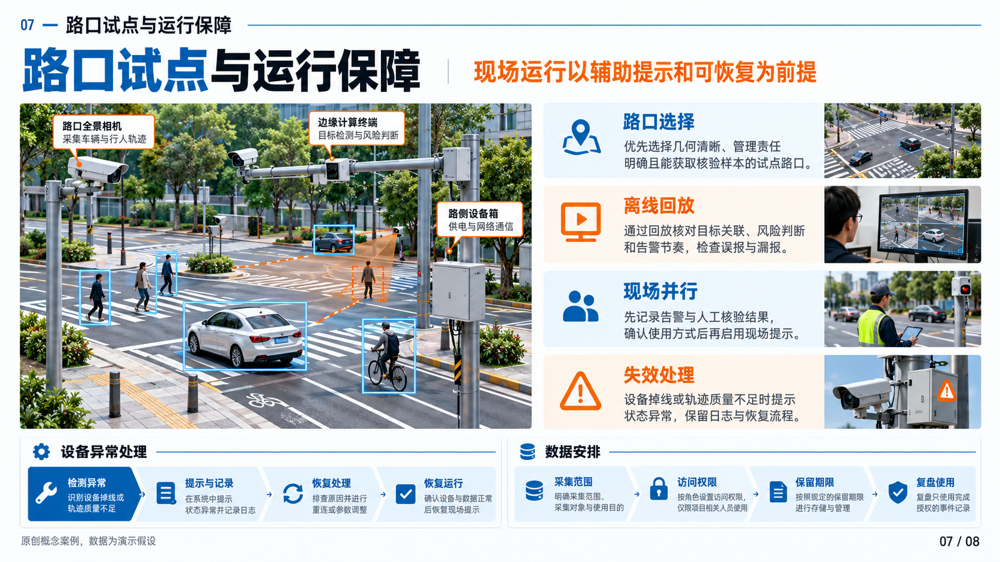 07 — 路口试点与运行保障
路口试点与运行保障
现场运行以辅助提示和可恢复为前提
路口全景相机
采集车辆与行人轨迹
边缘计算终端
目标检测与风险判断
路侧设备箱
供电与网络通信
路口选择
优先选择几何清晰、管理责任
明确且能获取核验样本的试点路口。
离线回放
通过回放核对目标关联、风险判断
和告警节奏，检查误报与漏报。
现场并行
先记录告警与人工核验结果，
确认使用方式后再启用现场提示。
失效处理
设备掉线或轨迹质量不足时提示
状态异常，保留日志与恢复流程。
设备异常处理
检测异常
识别设备掉线或
轨迹质量不足
提示与记录
在系统中提示
状态异常并记录日志
恢复处理
排查原因并进行
重连或参数调整
恢复运行
确认设备与数据正常
后恢复现场提示
数据安排
采集范围
明确采集范围、
采集对象与使用目的
访问权限
按角色设置访问权限，
仅限项目相关人员使用
保留期限
按照规定的保留期限
进行存储与管理
复盘使用
复盘只使用完成
授权的事件记录
原创概念案例，数据为演示假设
07 / 08